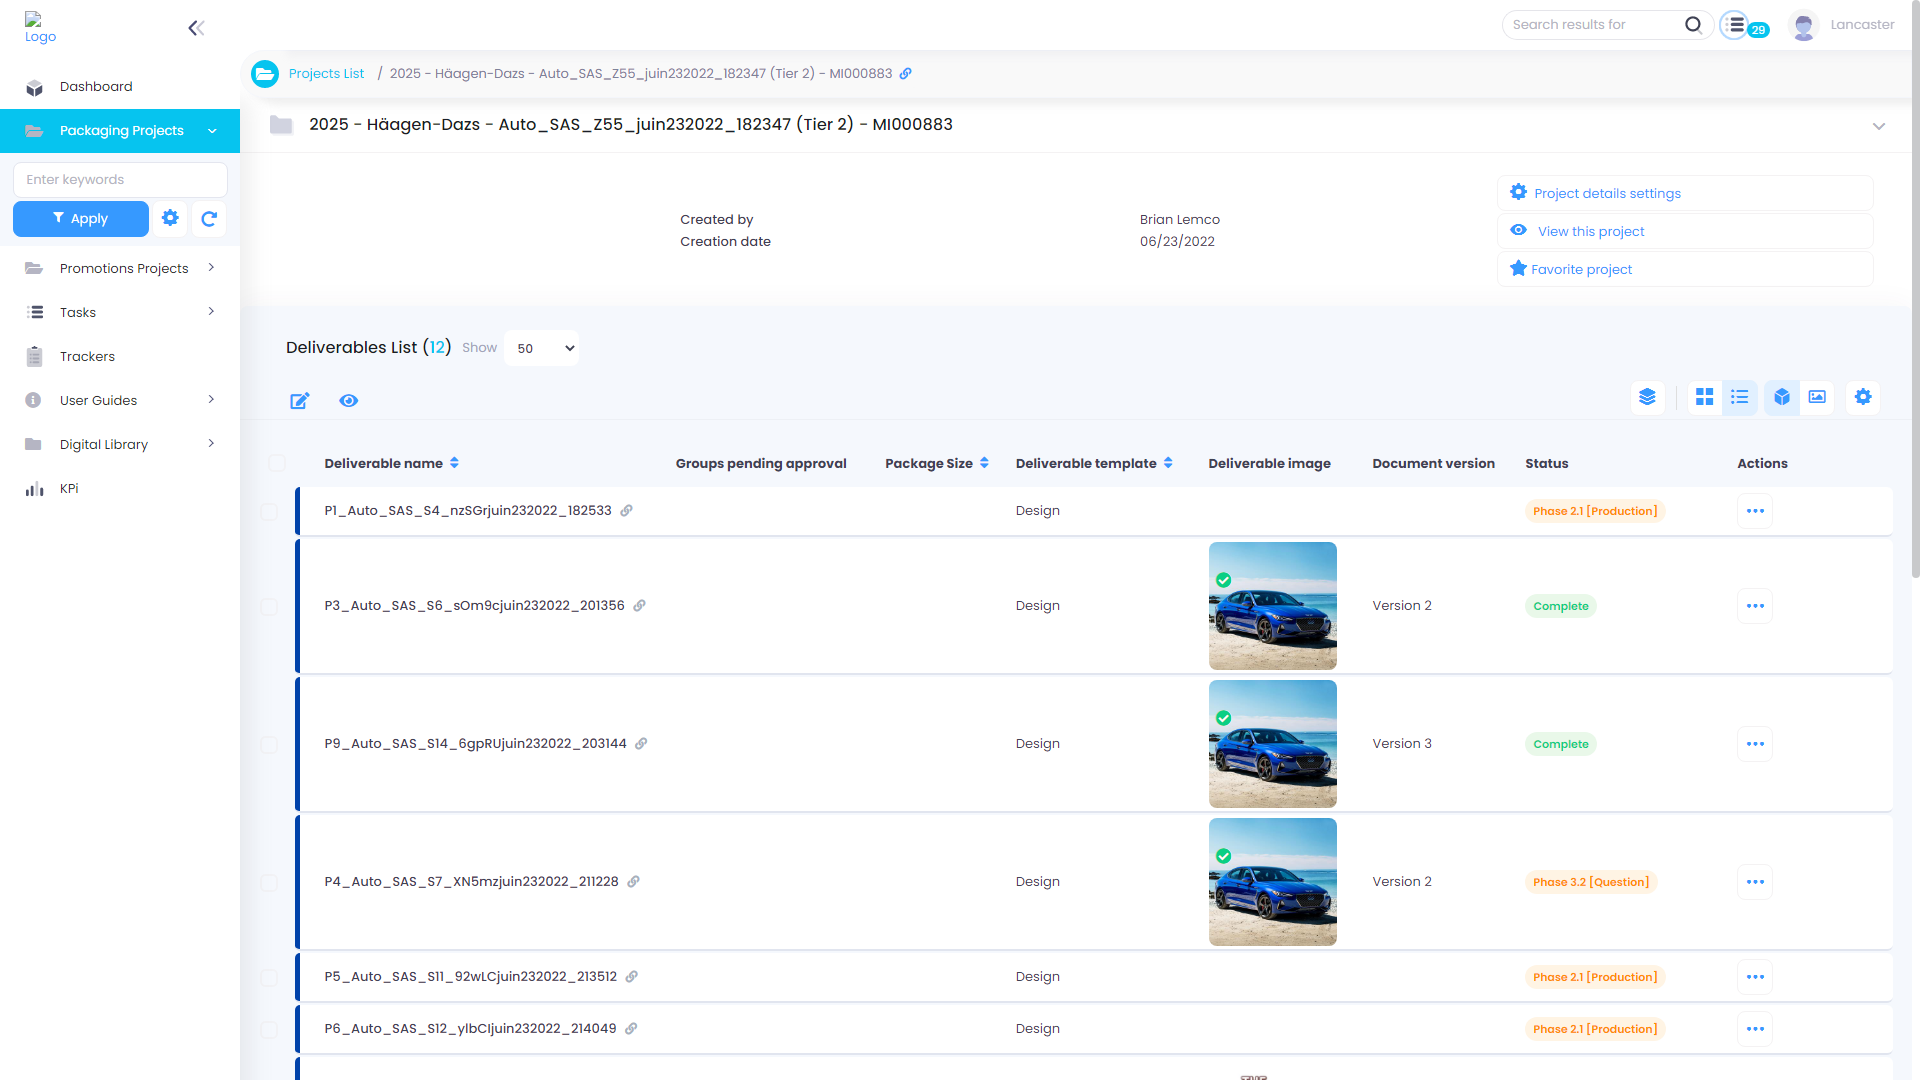 Logo
Search results for
29
Lancaster
Dashboard
Packaging Projects
Enter keywords
Apply
Promotions Projects
Tasks
Trackers
User Guides
Digital Library
KPi
Projects List / 2025 - Häagen-Dazs - Auto_SAS_Z55_juin232022_182347 (Tier 2) - MI000883
2025 - Häagen-Dazs - Auto_SAS_Z55_juin232022_182347 (Tier 2) - MI000883
Created by Brian Lemco
Creation date 06/23/2022
Project details settings
View this project
Favorite project
Deliverables List (12) Show 50
Deliverable name Groups pending approval Package Size Deliverable template Deliverable image Document version Status Actions
P1_Auto_SAS_S4_nzSGrjuin232022_182533 Design Phase 2.1 [Production]
P3_Auto_SAS_S6_sOm9cjuin232022_201356 Design Version 2 Complete
P9_Auto_SAS_S14_6gpRUjuin232022_203144 Design Version 3 Complete
P4_Auto_SAS_S7_XN5mzjuin232022_211228 Design Version 2 Phase 3.2 [Question]
P5_Auto_SAS_S11_92wLCjuin232022_213512 Design Phase 2.1 [Production]
P6_Auto_SAS_S12_ylbCIjuin232022_214049 Design Phase 2.1 [Production]